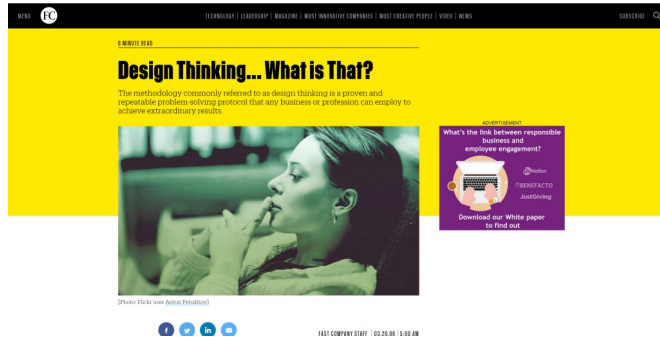 MENU
FC
TECHNOLOGY | LEADERSHIP | MAGAZINE | MOST INNOVATIVE COMPANIES | MOST CREATIVE PEOPLE | VIDEO | NEWS
SUBSCRIBE
6 MINUTE READ
Design Thinking... What is That?
The methodology commonly referred to as design thinking is a proven and
repeatable problem-solving protocol that any business or profession can employ to
achieve extraordinary results.
ADVERTISEMENT
What's the link between responsible
business and
employee engagement?
BENEFACTO
JustGiving
Download our White paper
to find out
[Photo: Flickr user Anton Petukhov]
f
in
FAST COMPANY STAFF | 03.20.06 | 5:00 AM